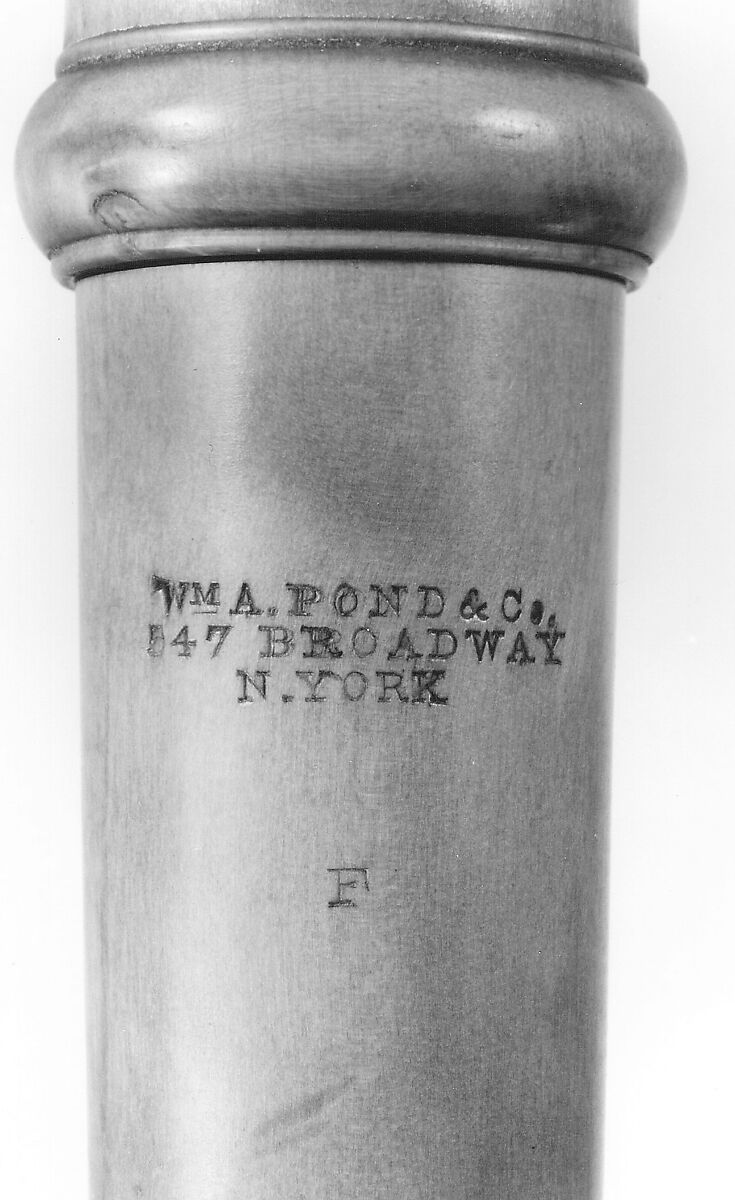 Wᴹ A. POND & Co.
547 BROADWAY
N. YORK
F